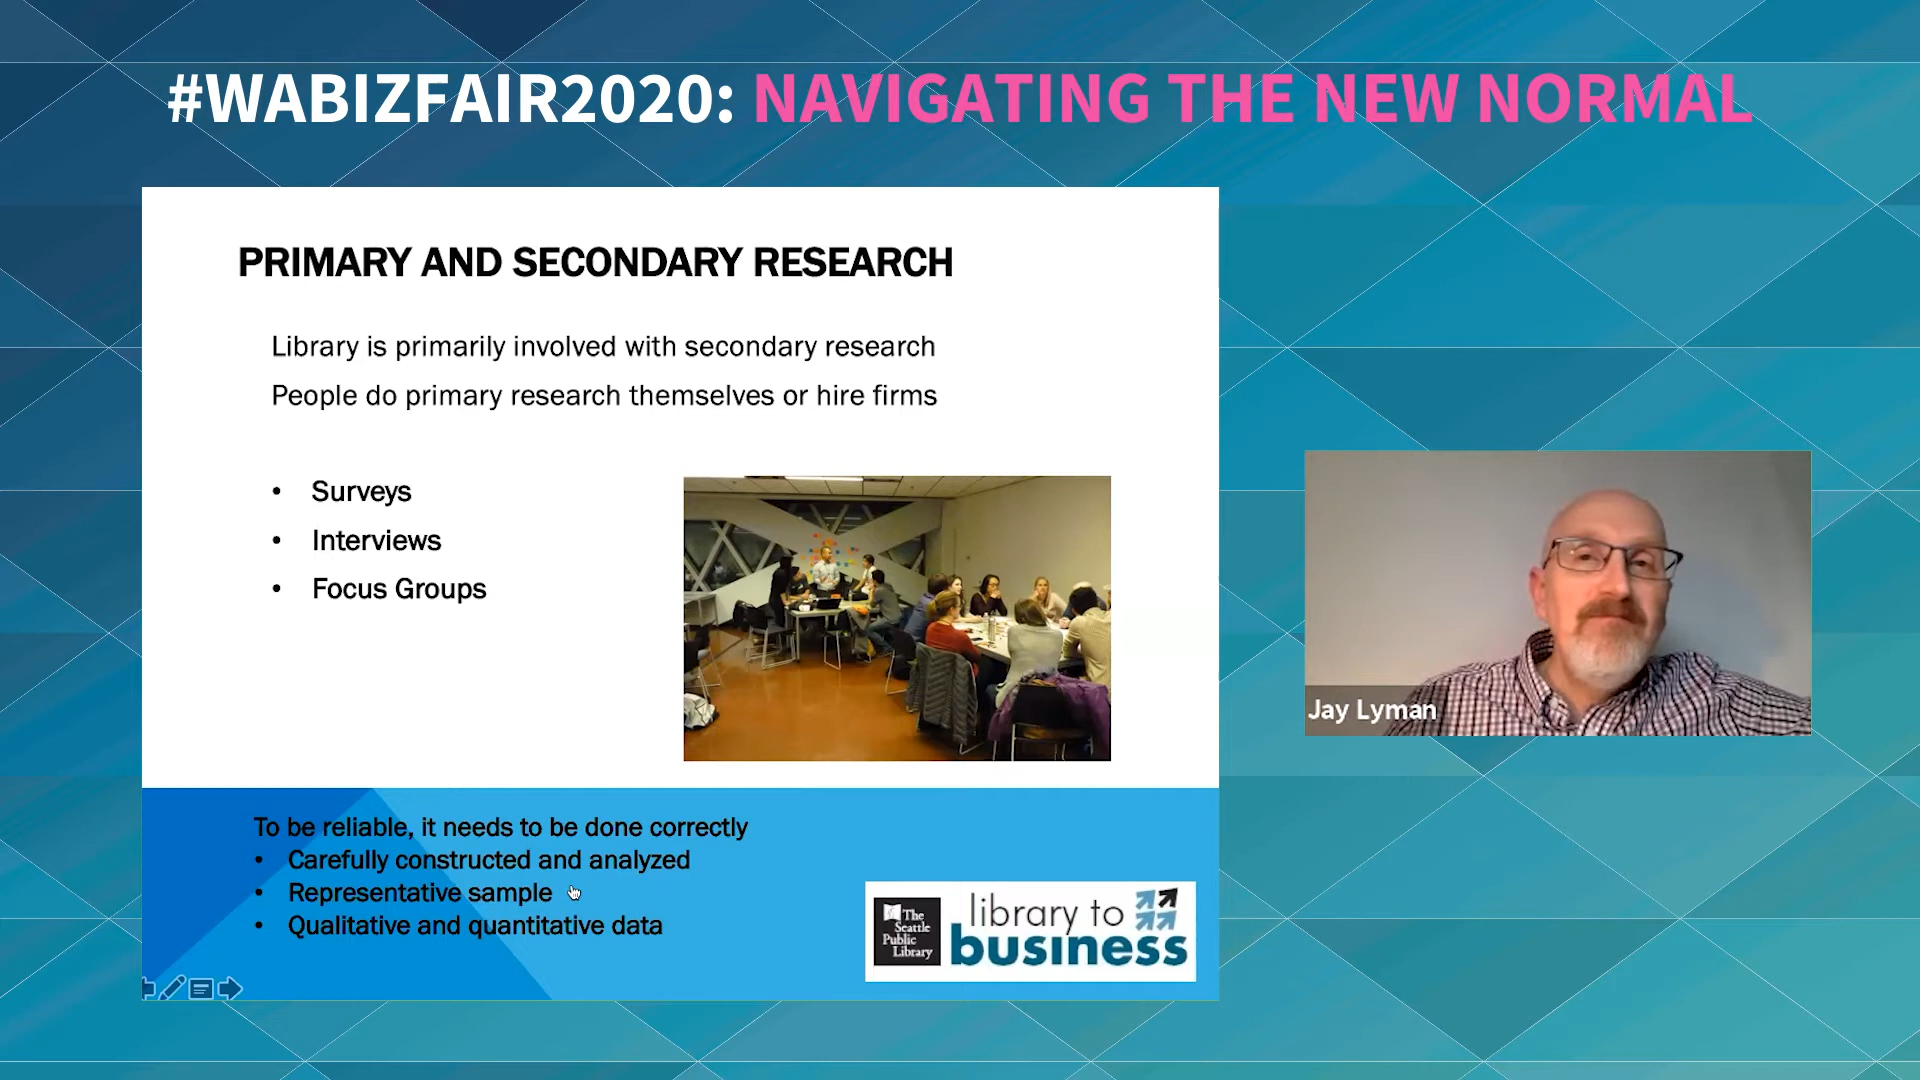 #WABIZFAIR2020: NAVIGATING THE NEW NORMAL
PRIMARY AND SECONDARY RESEARCH
Library is primarily involved with secondary research
People do primary research themselves or hire firms
• Surveys
• Interviews
• Focus Groups
Jay Lyman
To be reliable, it needs to be done correctly
• Carefully constructed and analyzed
• Representative sample
• Qualitative and quantitative data
The
Seattle
Public
Library
library to
business